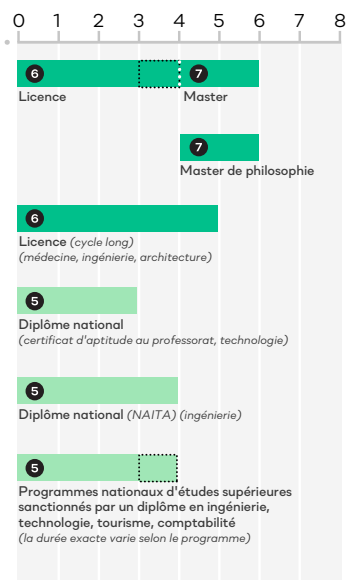 0 1 2 3 4 5 6 7 8
6 7
Licence Master
7
Master de philosophie
6
Licence (cycle long)
(médecine, ingénierie, architecture)
5
Diplôme national
(certificat d'aptitude au professorat, technologie)
5
Diplôme national (NAITA) (ingénierie)
5
Programmes nationaux d'études supérieures
sanctionnés par un diplôme en ingénierie,
technologie, tourisme, comptabilité
(la durée exacte varie selon le programme)